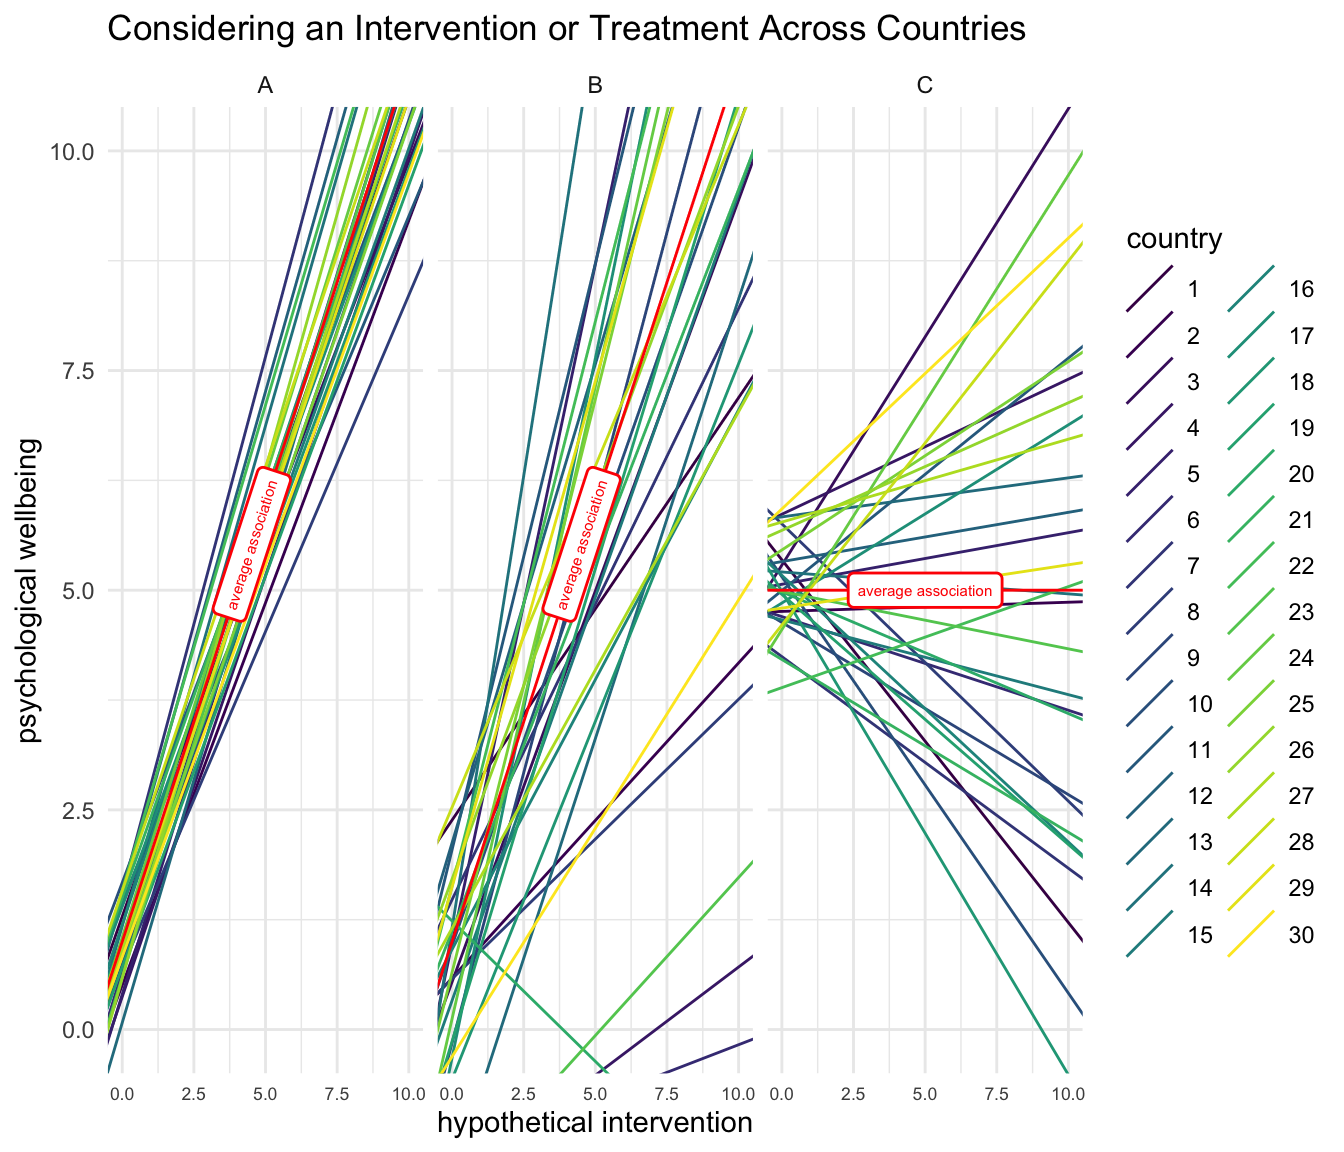 Considering an Intervention or Treatment Across Countries
A B C
psychological wellbeing
10.0
7.5
5.0
2.5
0.0
average association
average association
average association
0.0 2.5 5.0 7.5 10.0 0.0 2.5 5.0 7.5 10.0 0.0 2.5 5.0 7.5 10.0
hypothetical intervention
country
1 16
2 17
3 18
4 19
5 20
6 21
7 22
8 23
9 24
10 25
11 26
12 27
13 28
14 29
15 30